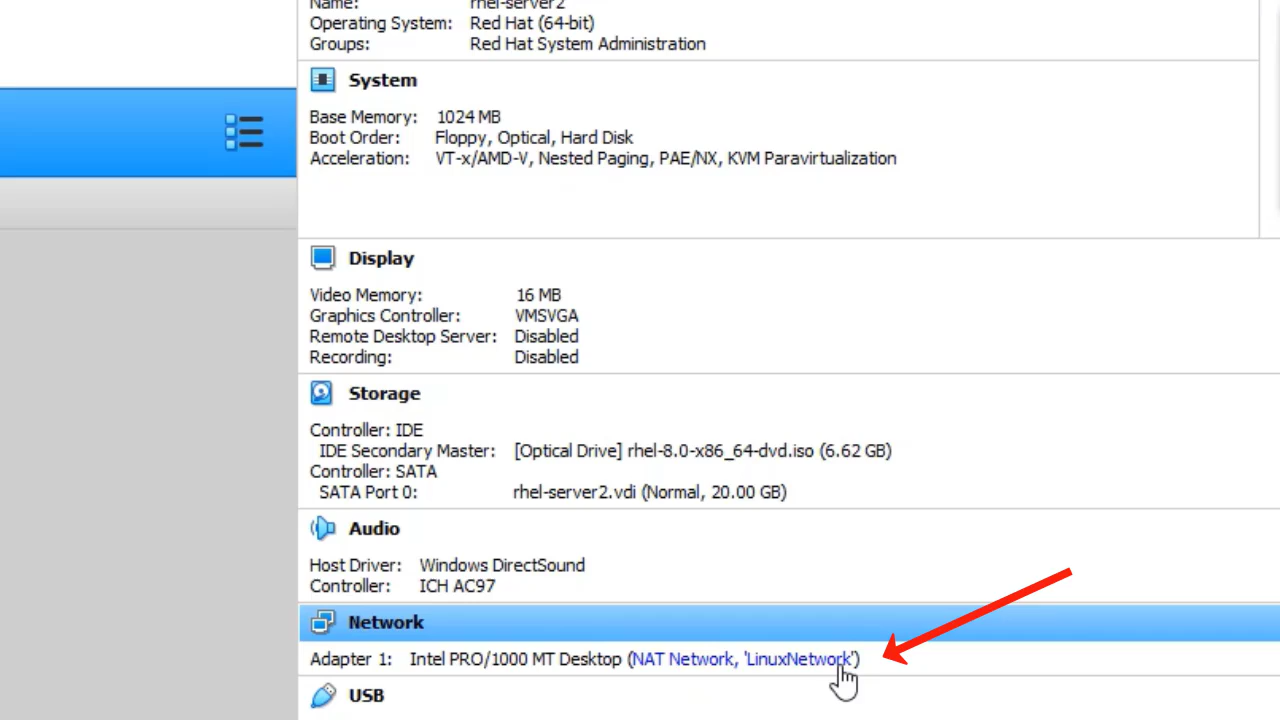 Name: rhel-server2
Operating System: Red Hat (64-bit)
Groups: Red Hat System Administration
System
Base Memory: 1024 MB
Boot Order: Floppy, Optical, Hard Disk
Acceleration: VT-x/AMD-V, Nested Paging, PAE/NX, KVM Paravirtualization
Display
Video Memory: 16 MB
Graphics Controller: VMSVGA
Remote Desktop Server: Disabled
Recording: Disabled
Storage
Controller: IDE
IDE Secondary Master: [Optical Drive] rhel-8.0-x86_64-dvd.iso (6.62 GB)
Controller: SATA
SATA Port 0: rhel-server2.vdi (Normal, 20.00 GB)
Audio
Host Driver: Windows DirectSound
Controller: ICH AC97
Network
Adapter 1: Intel PRO/1000 MT Desktop (NAT Network, 'LinuxNetwork')
USB